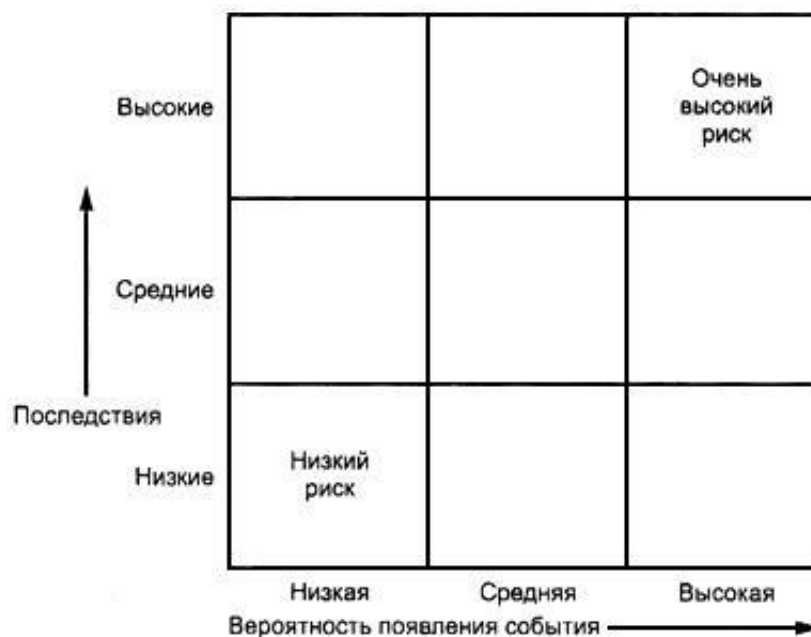 Очень
высокий
риск
Высокие
Средние
Последствия
Низкий
риск
Низкие
Низкая
Средняя
Высокая
Вероятность появления события